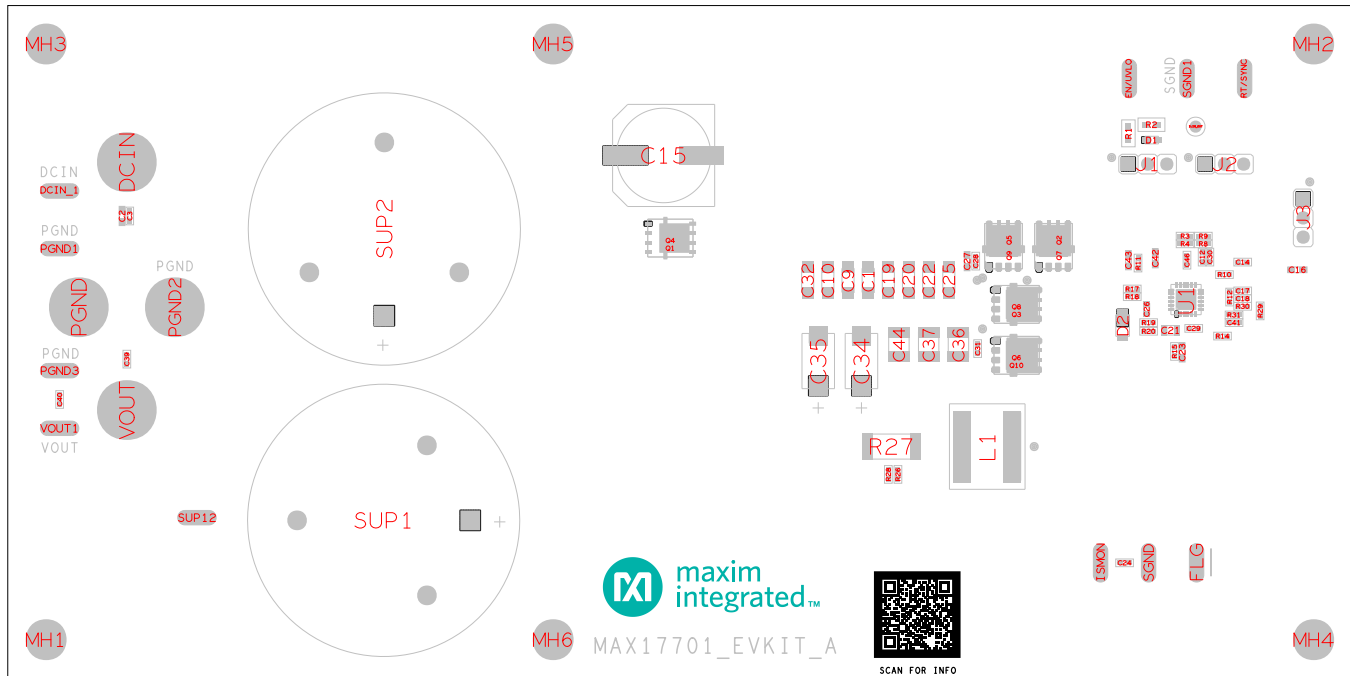 MH3
MH5
MH2
EN/UVLO
SGND
SGND1
RT/SYNC
R1
R2
D1
J1
J2
J3
DCIN
DCIN
DCIN_1
C2
C3
PGND
PGND1
PGND
PGND
PGND2
PGND
PGND3
C39
C40
VOUT
VOUT1
VOUT
SUP2
+
SUP1
+
SUP12
C15
Q4
Q1
C32
C10
C9
C1
C19
C20
C22
C25
C27
C28
Q5
Q9
Q2
Q7
Q8
Q3
Q6
Q10
C35
+
C34
+
C44
C37
C36
C31
R27
R28
R26
L1
C43
R11
C42
R3
R4
R9
R8
C46
C12
C30
C14
R10
C16
R17
R18
D2
C26
R19
R20
C21
C29
U1
R12
C17
C18
R30
R31
C41
R29
R14
R15
C23
ISMON
C24
SGND
FLG
MH1
MH6
MH4
maxim
integrated™
MAX17701_EVKIT_A
SCAN FOR INFO